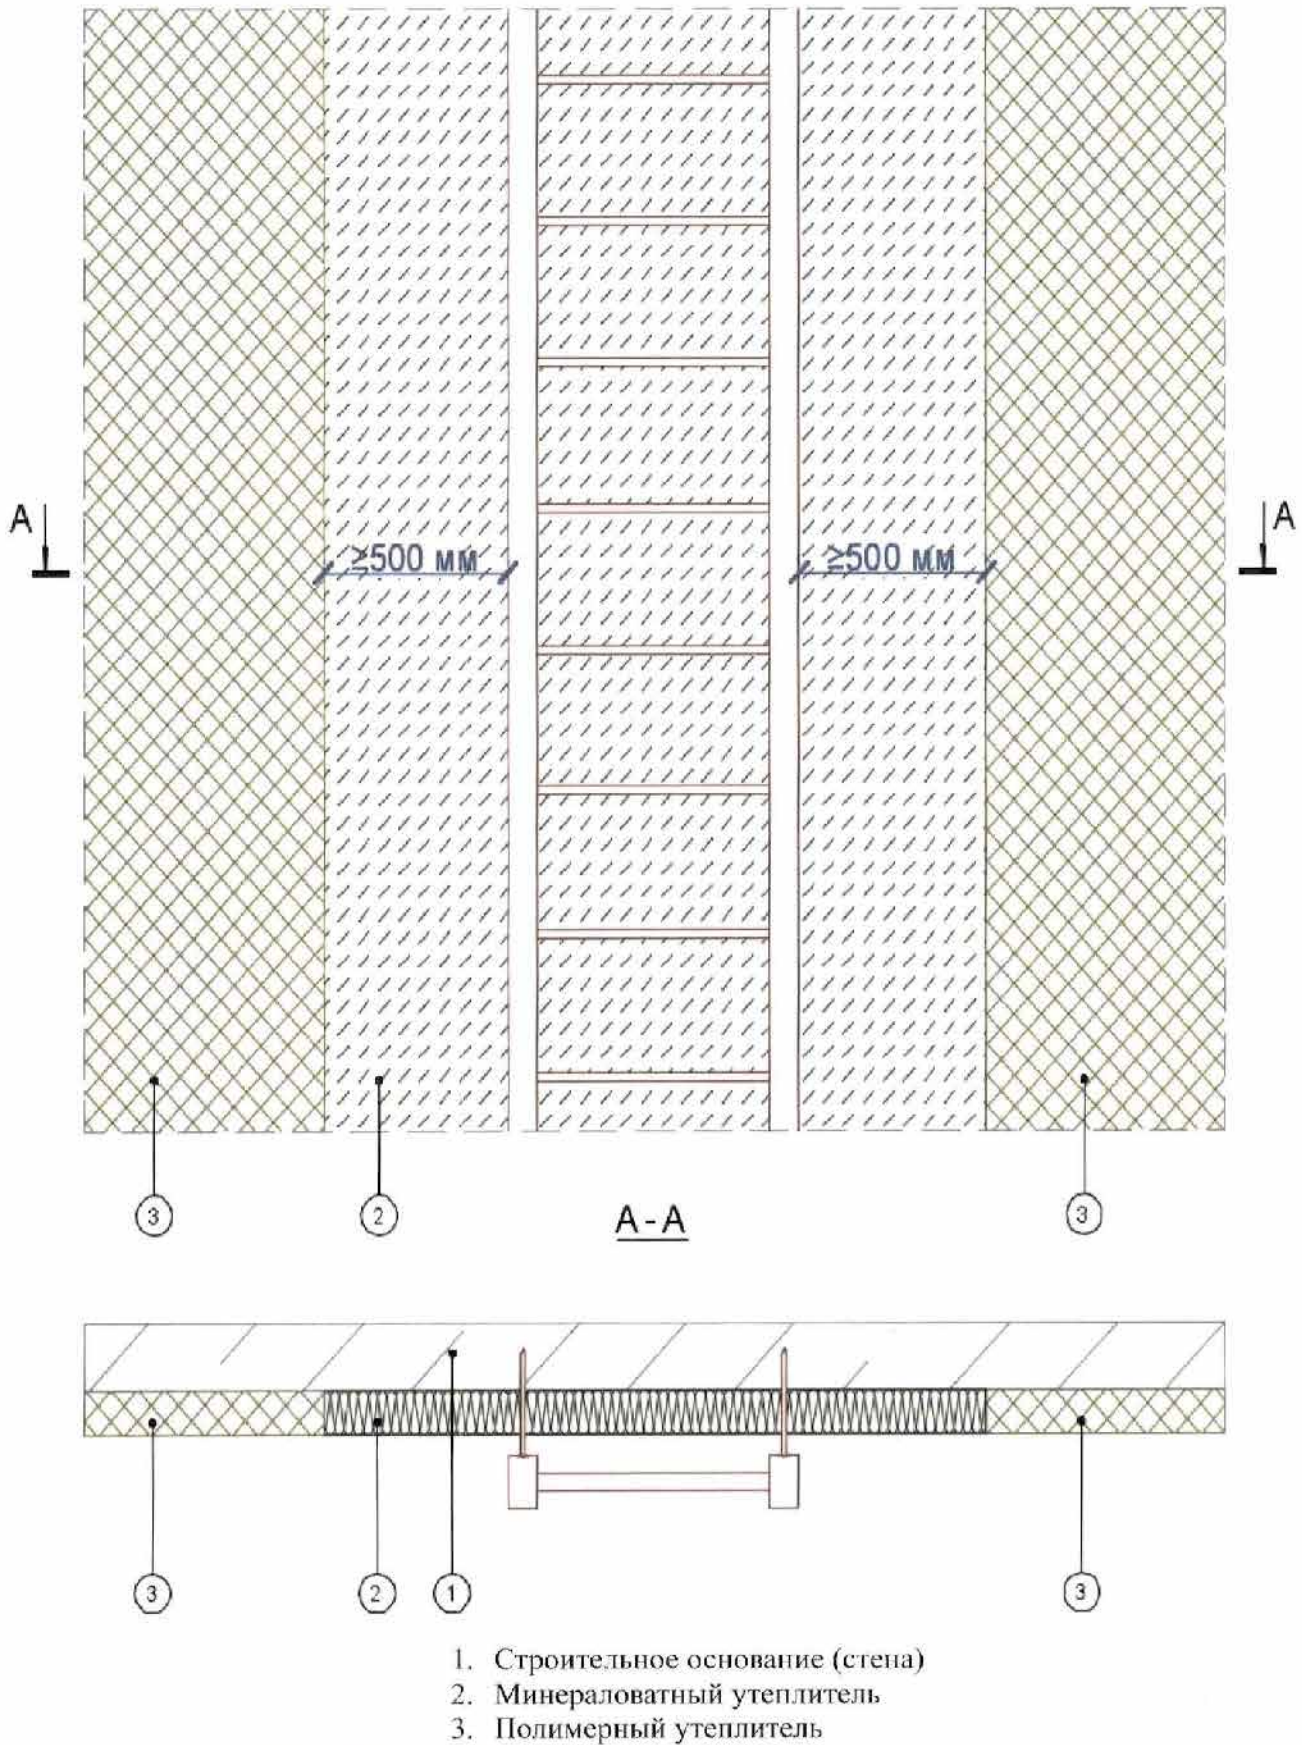 А А
≥500 мм ≥500 мм
3 2 3
А-А
3 2 1 3
1. Строительное основание (стена)
2. Минераловатный утеплитель
3. Полимерный утеплитель